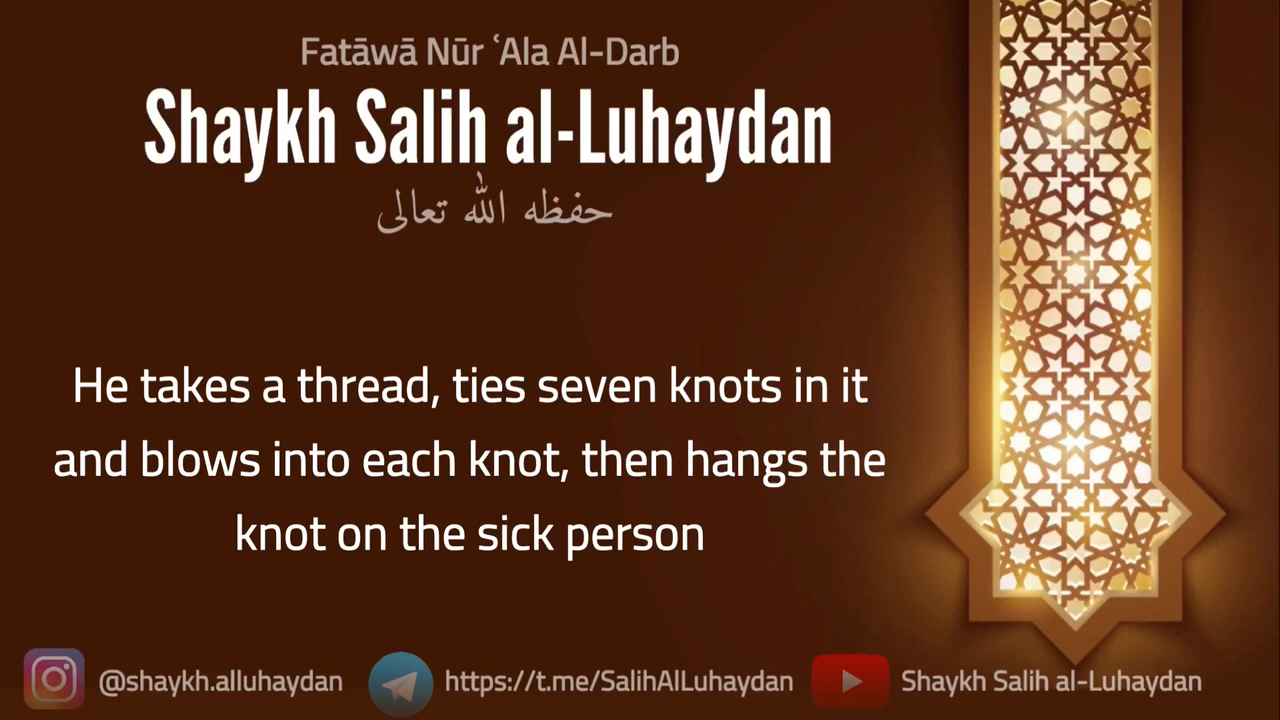 Fatāwā Nūr ʿAla Al-Darb
Shaykh Salih al-Luhaydan
حفظه الله تعالى
He takes a thread, ties seven knots in it
and blows into each knot, then hangs the
knot on the sick person
@shaykh.alluhaydan https://t.me/SalihAlLuhaydan Shaykh Salih al-Luhaydan